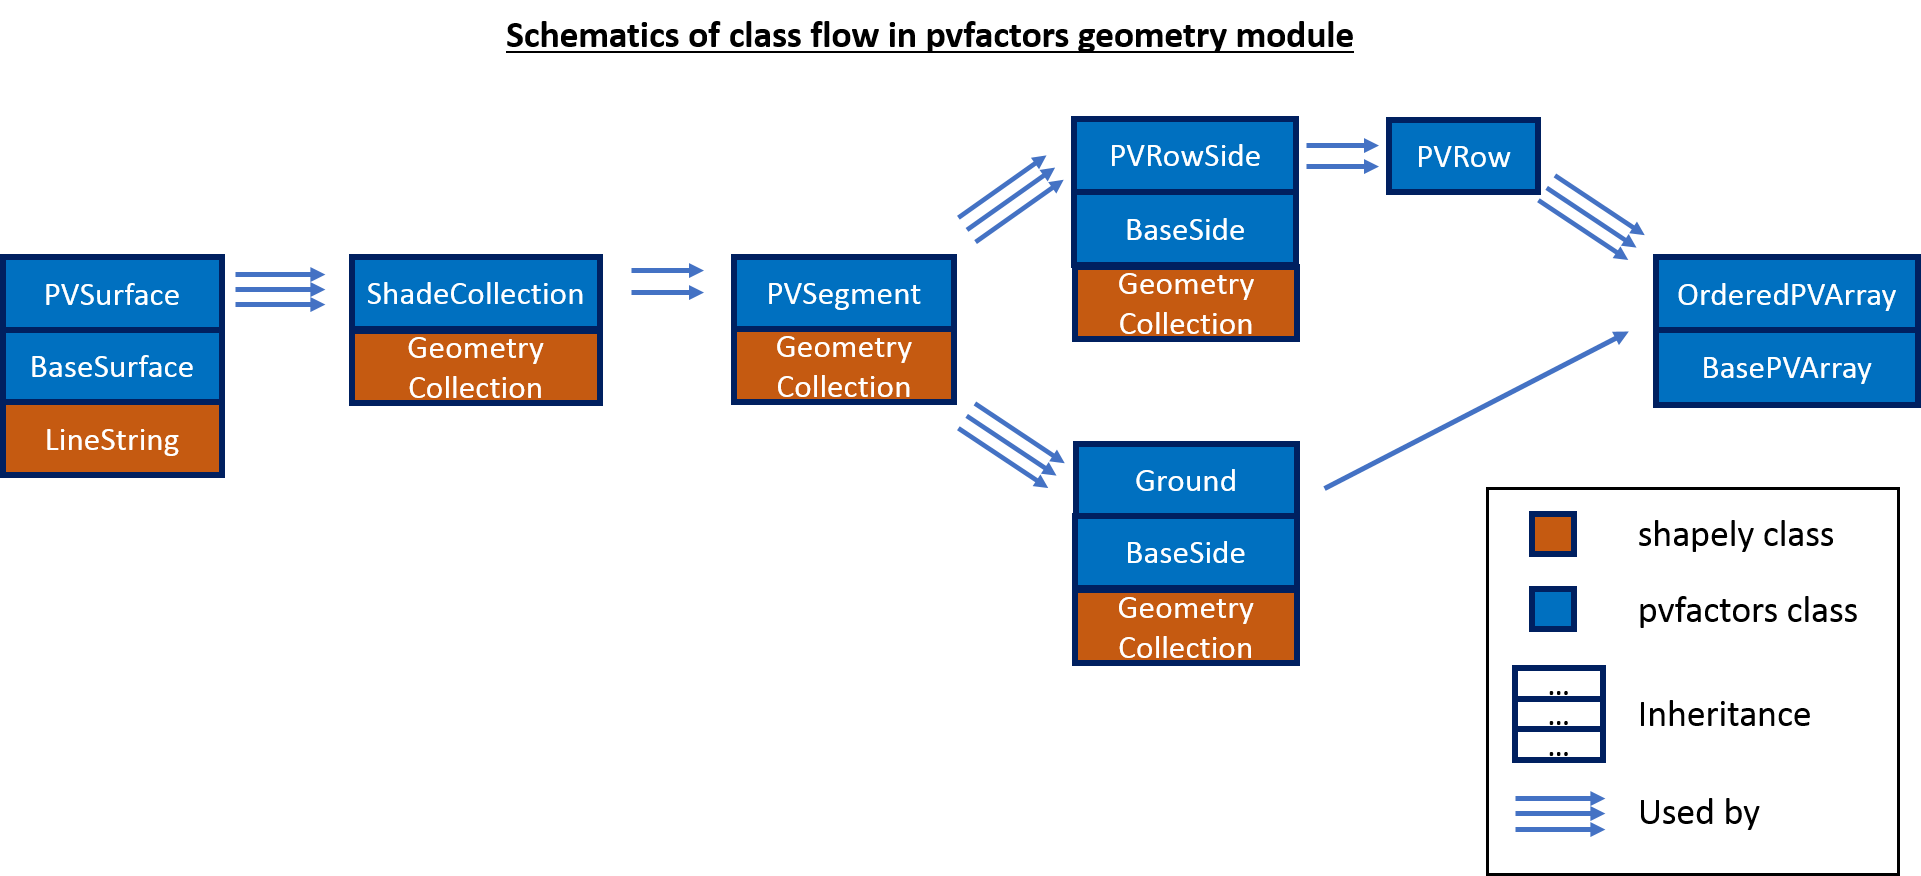 Schematics of class flow in pvfactors geometry module
PVSurface
BaseSurface
LineString
ShadeCollection
Geometry
Collection
PVSegment
Geometry
Collection
PVRowSide
BaseSide
Geometry
Collection
PVRow
Ground
BaseSide
Geometry
Collection
OrderedPVArray
BasePVArray
shapely class
pvfactors class
...
...
...
Inheritance
Used by